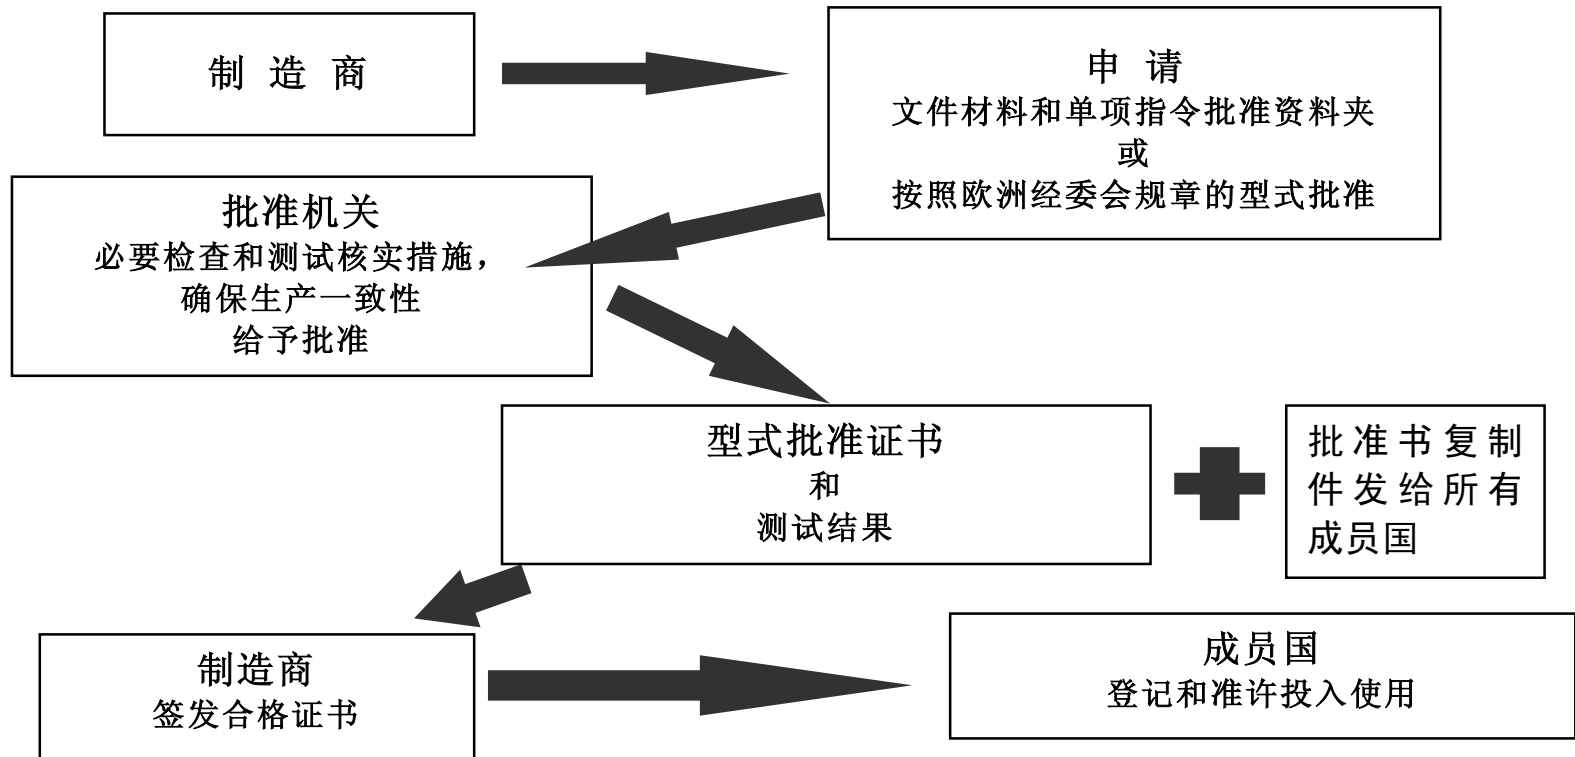 制 造 商
申 请
文件材料和单项指令批准资料夹
或
按照欧洲经委会规章的型式批准
批准机关
必要检查和测试核实措施，
确保生产一致性
给予批准
型式批准证书
和
测试结果
批准书复制
件发给所有
成员国
制造商
签发合格证书
成员国
登记和准许投入使用